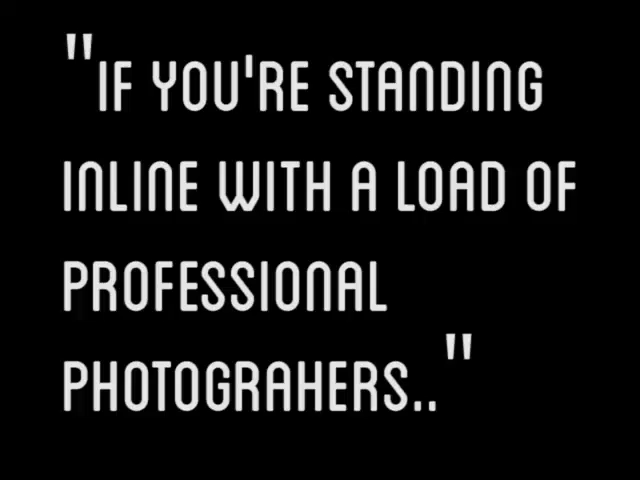 "IF YOU'RE STANDING
INLINE WITH A LOAD OF
PROFESSIONAL
PHOTOGRAHERS.."